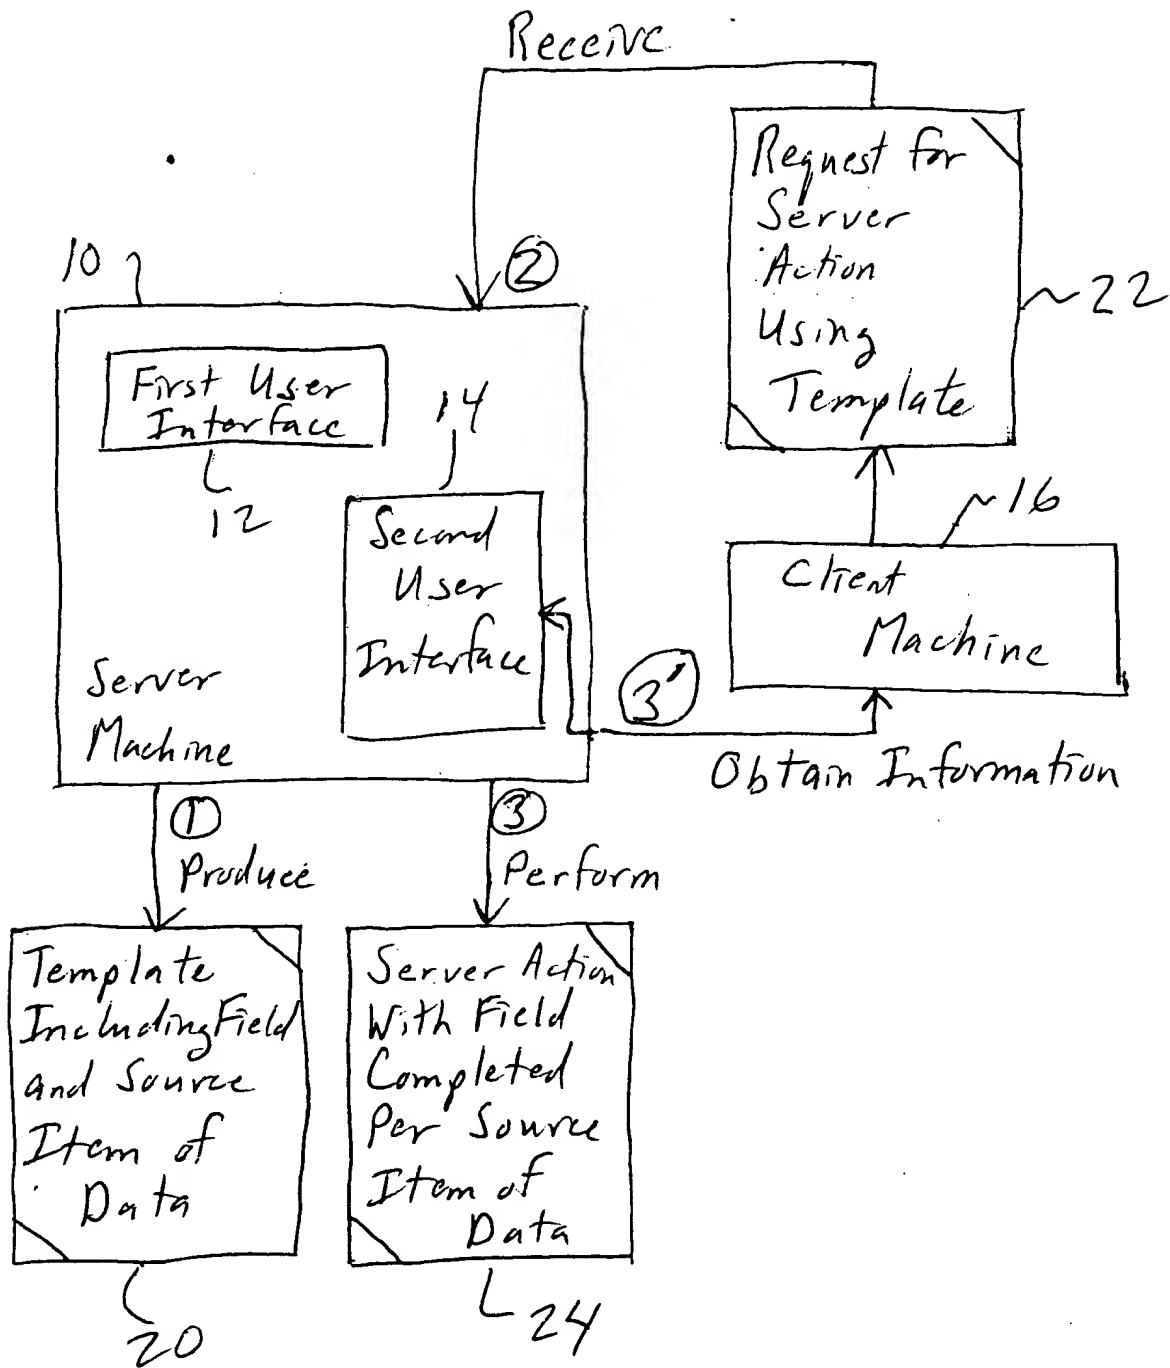 Receive
Request for
Server
Action
Using
Template
22
10
2
First User
Interface
12
14
Second
User
Interface
Server
Machine
16
Client
Machine
3'
Obtain Information
1
Produce
3
Perform
Template
Including Field
and Source
Item of
Data
20
Server Action
With Field
Completed
Per Source
Item of
Data
24